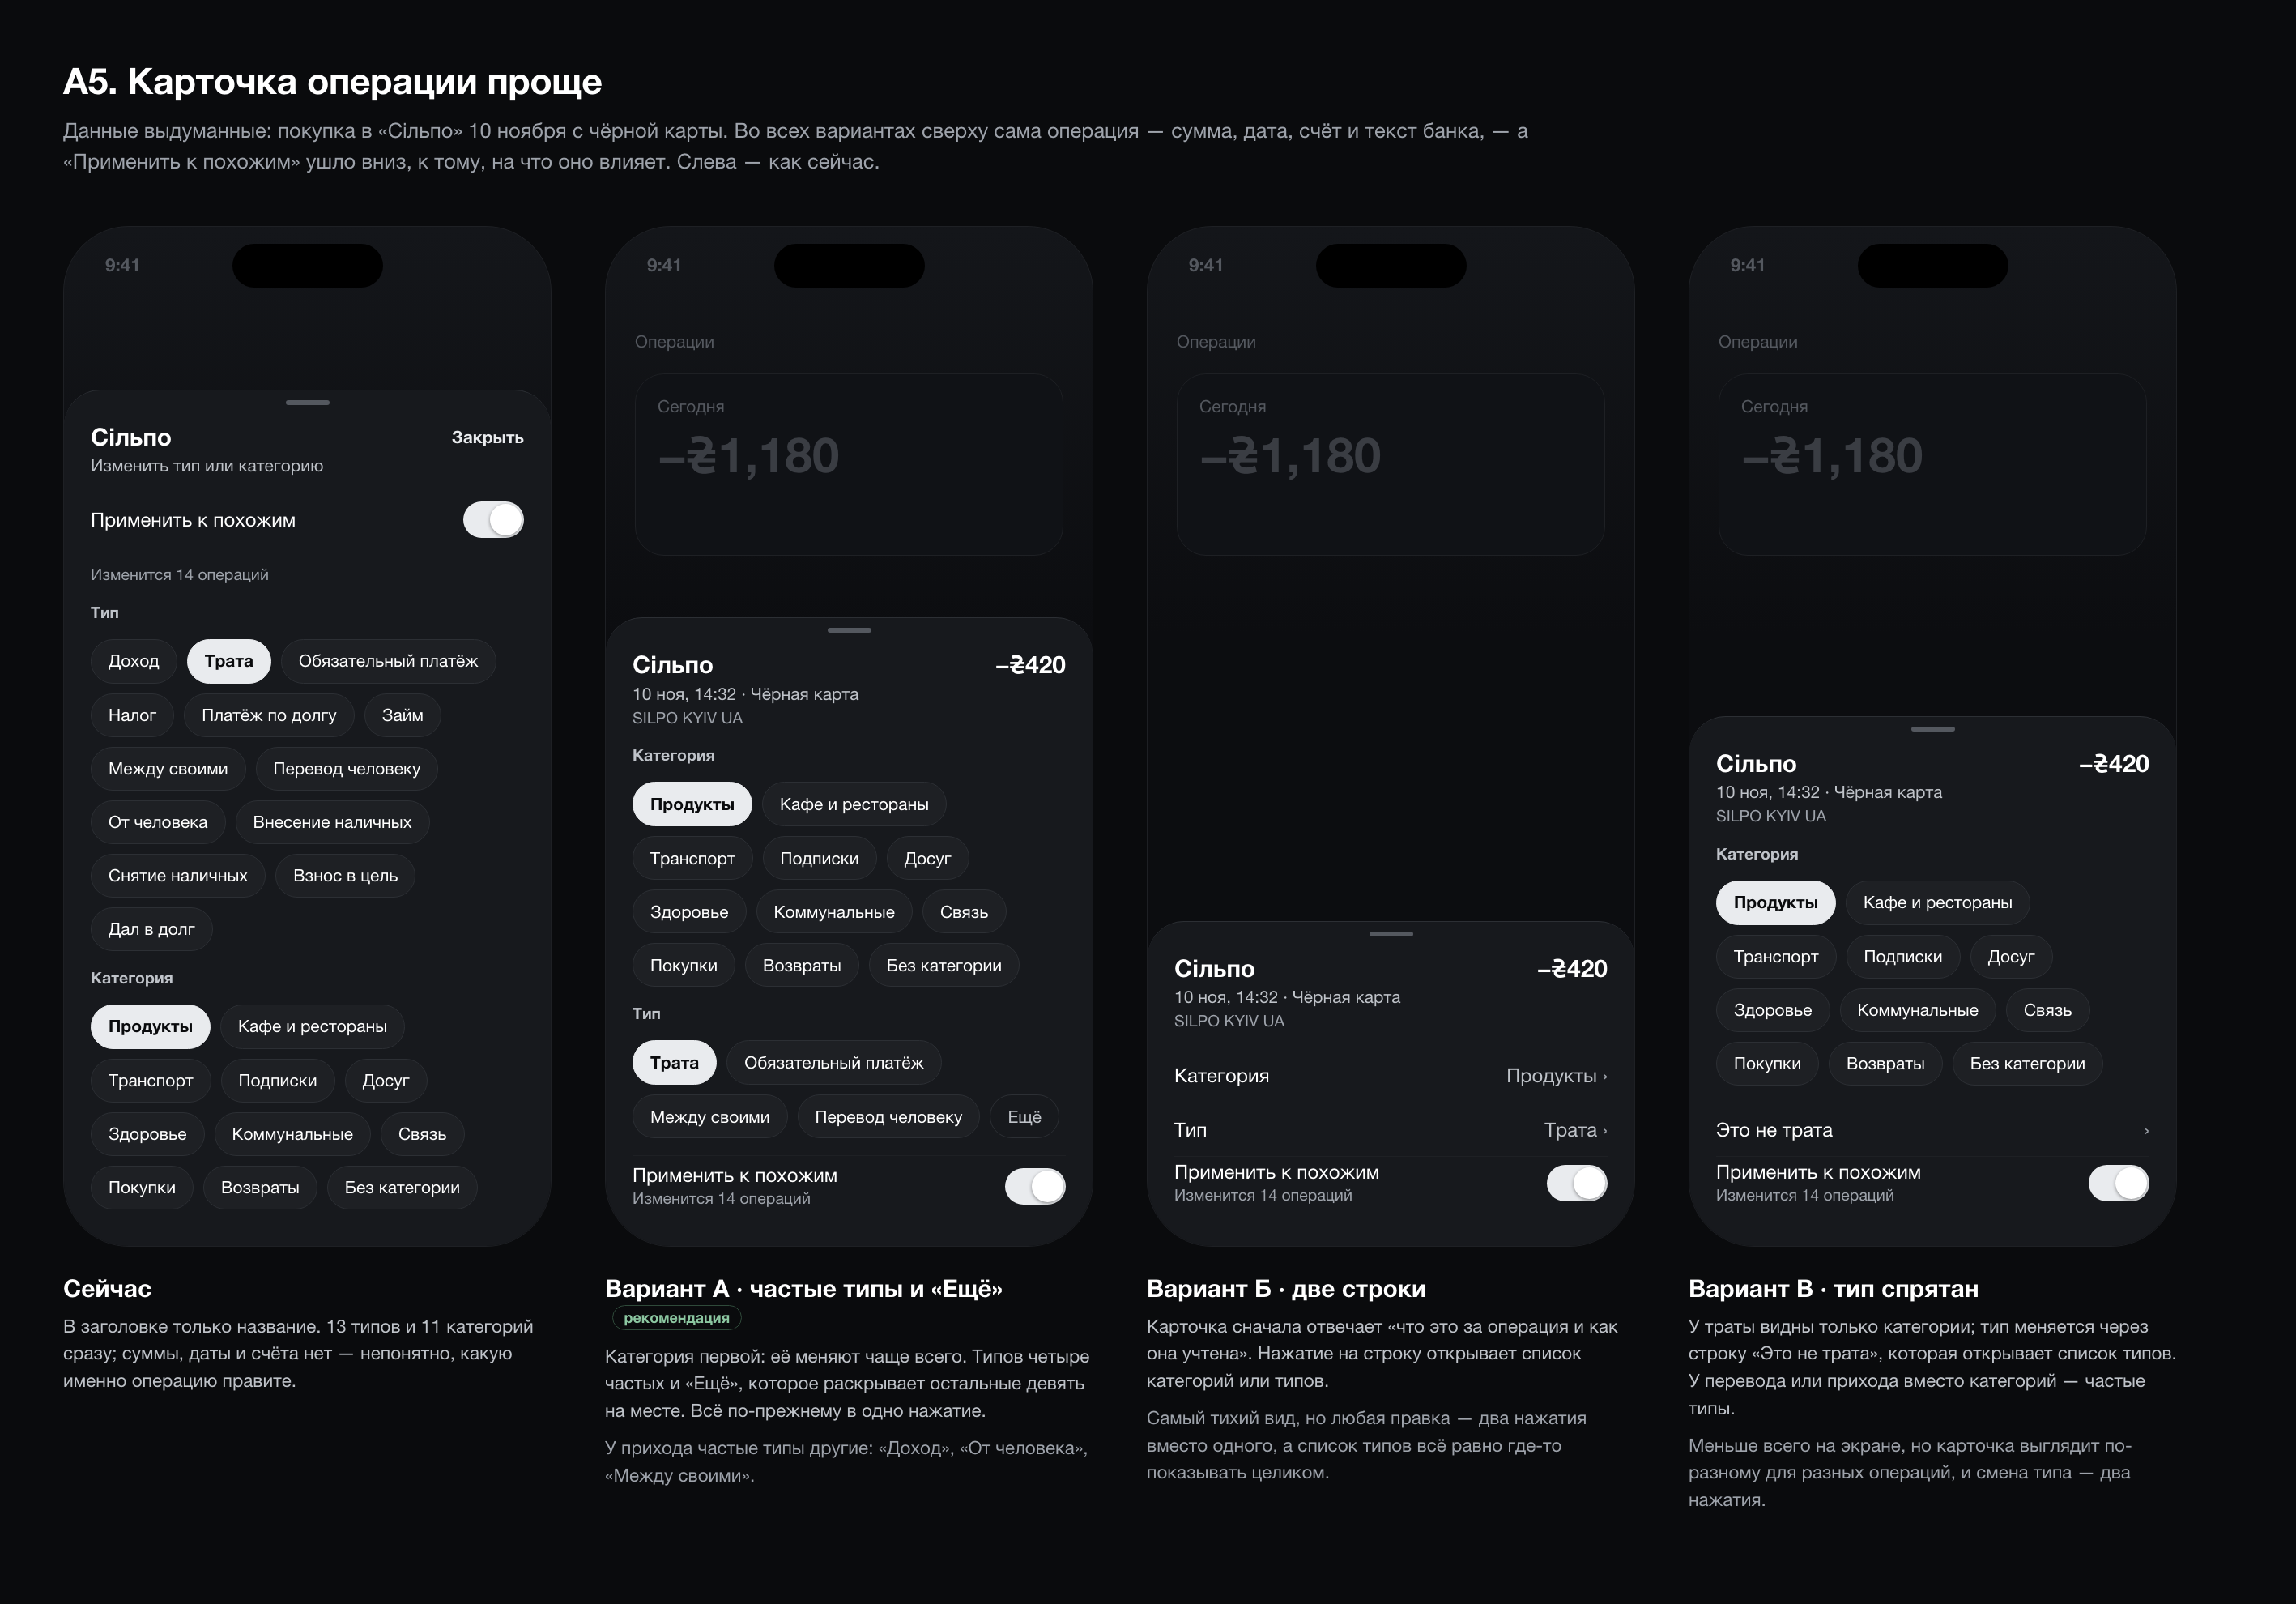 А5. Карточка операции проще
Данные выдуманные: покупка в «Сільпо» 10 ноября с чёрной карты. Во всех вариантах сверху сама операция — сумма, дата, счёт и текст банка, — а
«Применить к похожим» ушло вниз, к тому, на что оно влияет. Слева — как сейчас.
9:41
Сільпо
Закрыть
Изменить тип или категорию
Применить к похожим
Изменится 14 операций
Тип
Доход
Трата
Обязательный платёж
Налог
Платёж по долгу
Займ
Между своими
Перевод человеку
От человека
Внесение наличных
Снятие наличных
Взнос в цель
Дал в долг
Категория
Продукты
Кафе и рестораны
Транспорт
Подписки
Досуг
Здоровье
Коммунальные
Связь
Покупки
Возвраты
Без категории
Сейчас
В заголовке только название. 13 типов и 11 категорий
сразу; суммы, даты и счёта нет — непонятно, какую
именно операцию правите.
9:41
Операции
Сегодня
–₴1,180
Сільпо
–₴420
10 ноя, 14:32 · Чёрная карта
SILPO KYIV UA
Категория
Продукты
Кафе и рестораны
Транспорт
Подписки
Досуг
Здоровье
Коммунальные
Связь
Покупки
Возвраты
Без категории
Тип
Трата
Обязательный платёж
Между своими
Перевод человеку
Ещё
Применить к похожим
Изменится 14 операций
Вариант А · частые типы и «Ещё»
рекомендация
Категория первой: её меняют чаще всего. Типов четыре
частых и «Ещё», которое раскрывает остальные девять
на месте. Всё по-прежнему в одно нажатие.
У прихода частые типы другие: «Доход», «От человека»,
«Между своими».
9:41
Операции
Сегодня
–₴1,180
Сільпо
–₴420
10 ноя, 14:32 · Чёрная карта
SILPO KYIV UA
Категория
Продукты ›
Тип
Трата ›
Применить к похожим
Изменится 14 операций
Вариант Б · две строки
Карточка сначала отвечает «что это за операция и как
она учтена». Нажатие на строку открывает список
категорий или типов.
Самый тихий вид, но любая правка — два нажатия
вместо одного, а список типов всё равно где-то
показывать целиком.
9:41
Операции
Сегодня
–₴1,180
Сільпо
–₴420
10 ноя, 14:32 · Чёрная карта
SILPO KYIV UA
Категория
Продукты
Кафе и рестораны
Транспорт
Подписки
Досуг
Здоровье
Коммунальные
Связь
Покупки
Возвраты
Без категории
Это не трата ›
Применить к похожим
Изменится 14 операций
Вариант В · тип спрятан
У траты видны только категории; тип меняется через
строку «Это не трата», которая открывает список типов.
У перевода или прихода вместо категорий — частые
типы.
Меньше всего на экране, но карточка выглядит по-
разному для разных операций, и смена типа — два
нажатия.